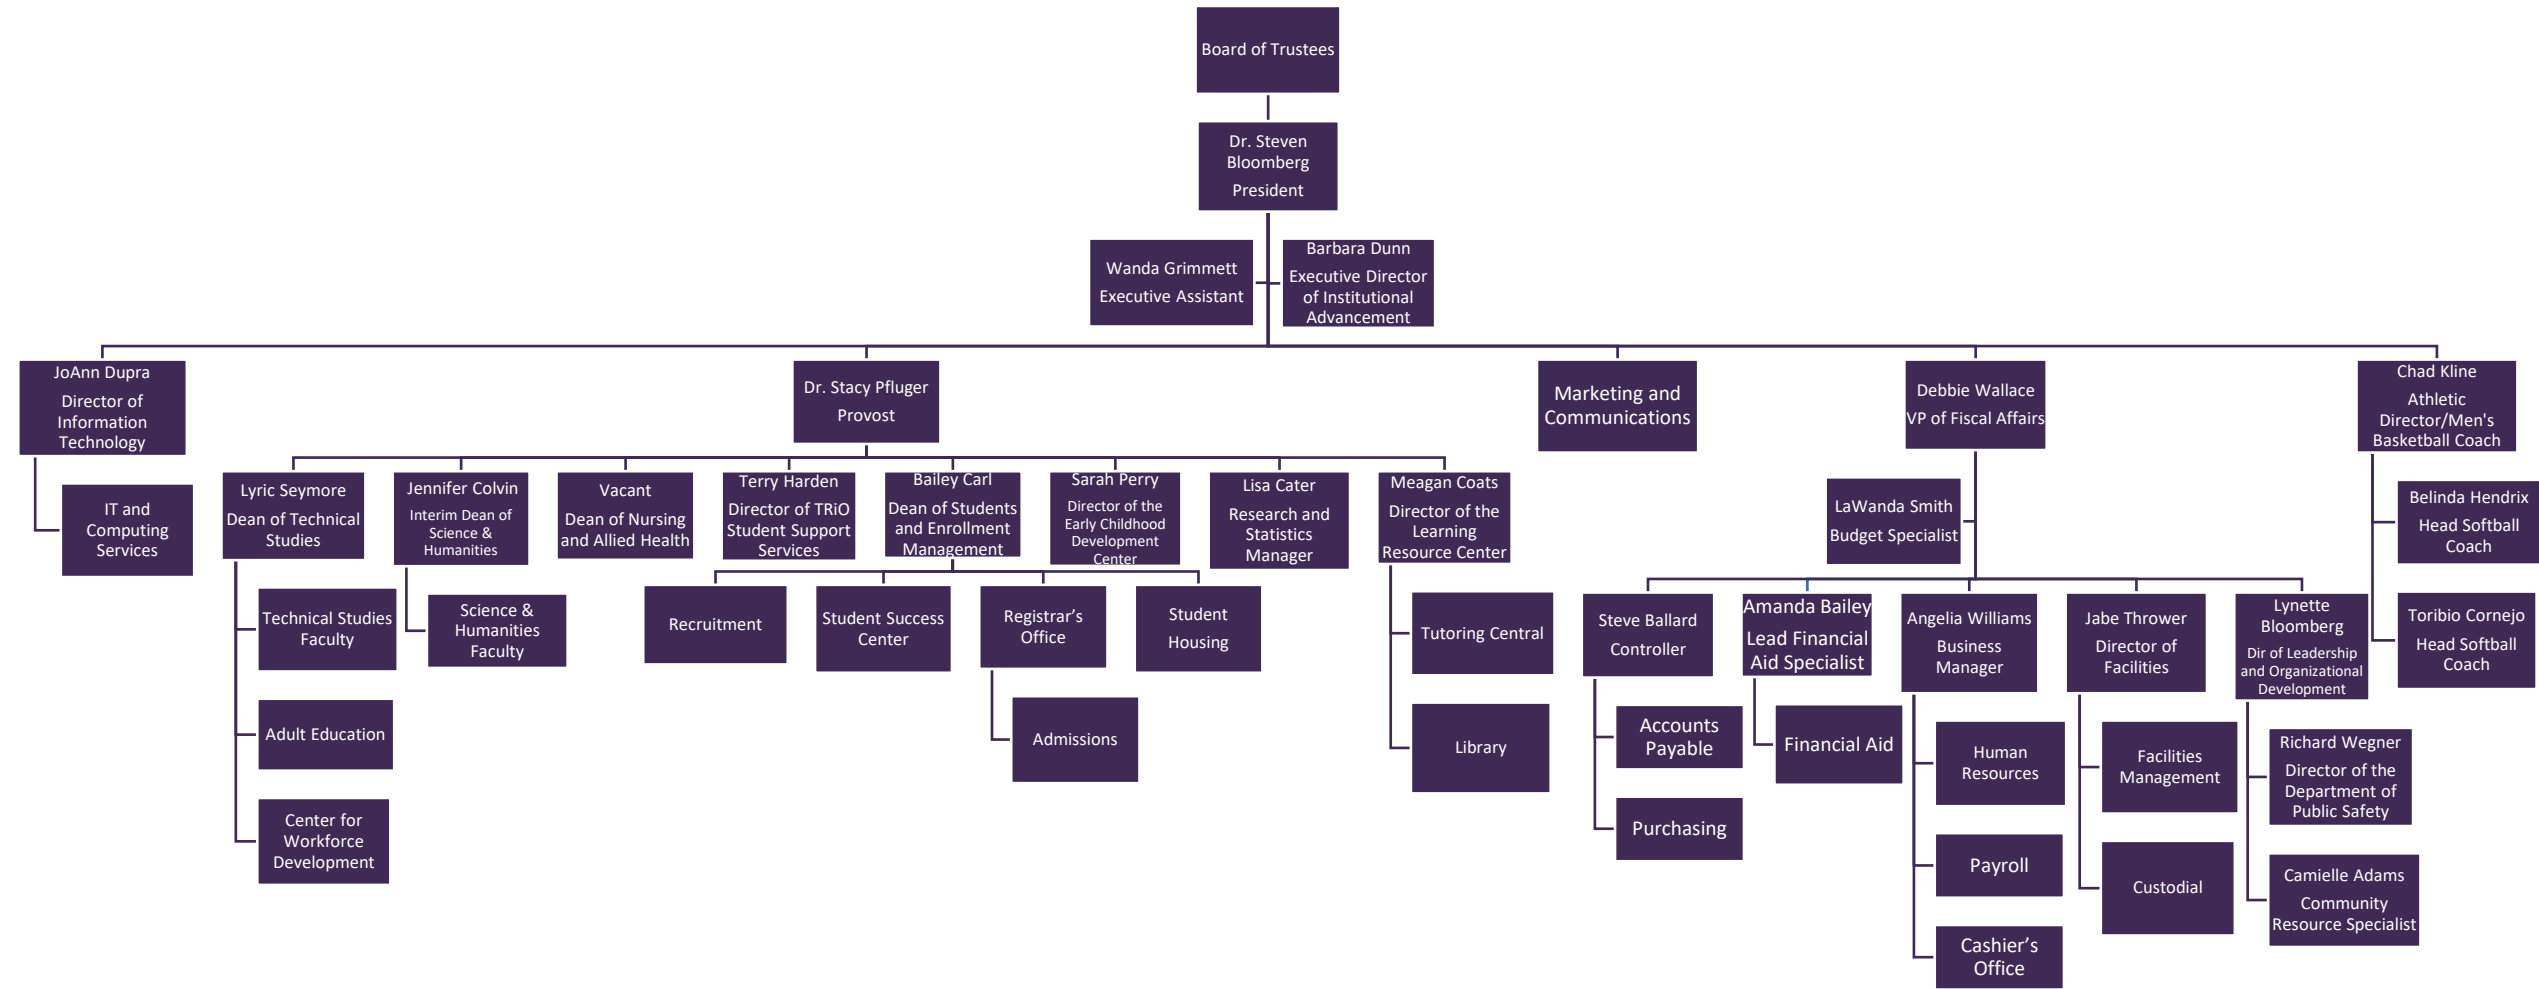 Board of Trustees
Dr. Steven
Bloomberg
President
Wanda Grimmett
Executive Assistant
Barbara Dunn
Executive Director
of Institutional
Advancement
JoAnn Dupra
Director of
Information
Technology
Dr. Stacy Pfluger
Provost
Marketing and
Communications
Debbie Wallace
VP of Fiscal Affairs
Chad Kline
Athletic
Director/Men's
Basketball Coach
IT and
Computing
Services
Lyric Seymore
Dean of Technical
Studies
Jennifer Colvin
Interim Dean of
Science &
Humanities
Vacant
Dean of Nursing
and Allied Health
Terry Harden
Director of TRiO
Student Support
Services
Bailey Carl
Dean of Students
and Enrollment
Management
Sarah Perry
Director of the
Early Childhood
Development
Center
Lisa Cater
Research and
Statistics
Manager
Meagan Coats
Director of the
Learning
Resource Center
LaWanda Smith
Budget Specialist
Belinda Hendrix
Head Softball
Coach
Toribio Cornejo
Head Softball
Coach
Technical Studies
Faculty
Adult Education
Center for
Workforce
Development
Science &
Humanities
Faculty
Recruitment
Student Success
Center
Registrar’s
Office
Student
Housing
Admissions
Tutoring Central
Library
Steve Ballard
Controller
Amanda Bailey
Lead Financial
Aid Specialist
Angelia Williams
Business
Manager
Jabe Thrower
Director of
Facilities
Lynette
Bloomberg
Dir of Leadership
and Organizational
Development
Accounts
Payable
Purchasing
Financial Aid
Human
Resources
Payroll
Cashier’s
Office
Facilities
Management
Custodial
Richard Wegner
Director of the
Department of
Public Safety
Camielle Adams
Community
Resource Specialist